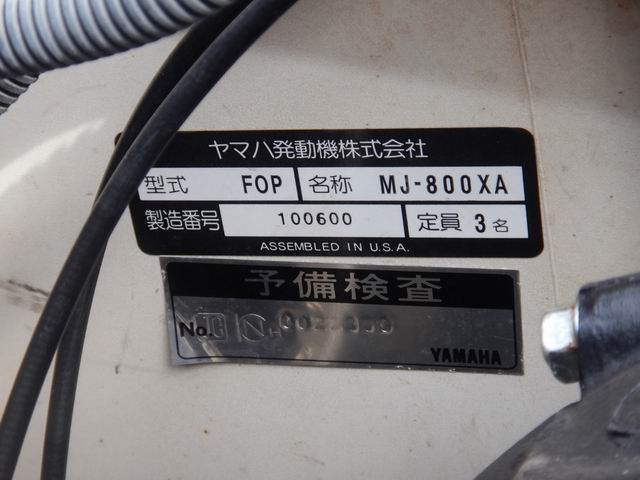 ヤマハ発動機株式会社
型式 FOP 名称 MJ-800XA
製造番号 100600 定員 3 名
ASSEMBLED IN U.S.A.
予備検査
No.
YAMAHA